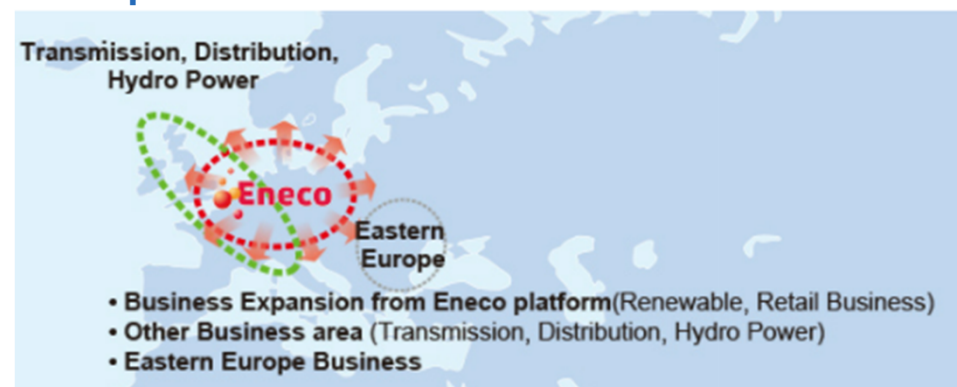 Transmission, Distribution,
Hydro Power
Eneco
Eastern
Europe
• Business Expansion from Eneco platform(Renewable, Retail Business)
• Other Business area (Transmission, Distribution, Hydro Power)
• Eastern Europe Business